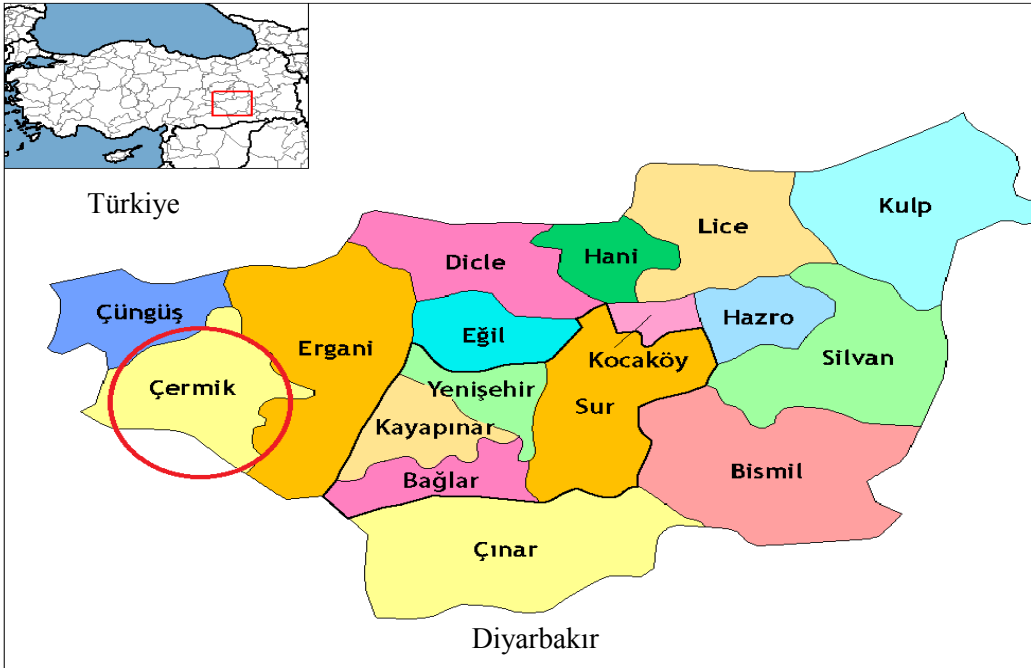 Türkiye
Kulp
Lice
Hani
Dicle
Çüngüş
Hazro
Eğil
Ergani
Kocaköy
Silvan
Çermik
Yenişehir
Sur
Kayapınar
Bismil
Bağlar
Çınar
Diyarbakır